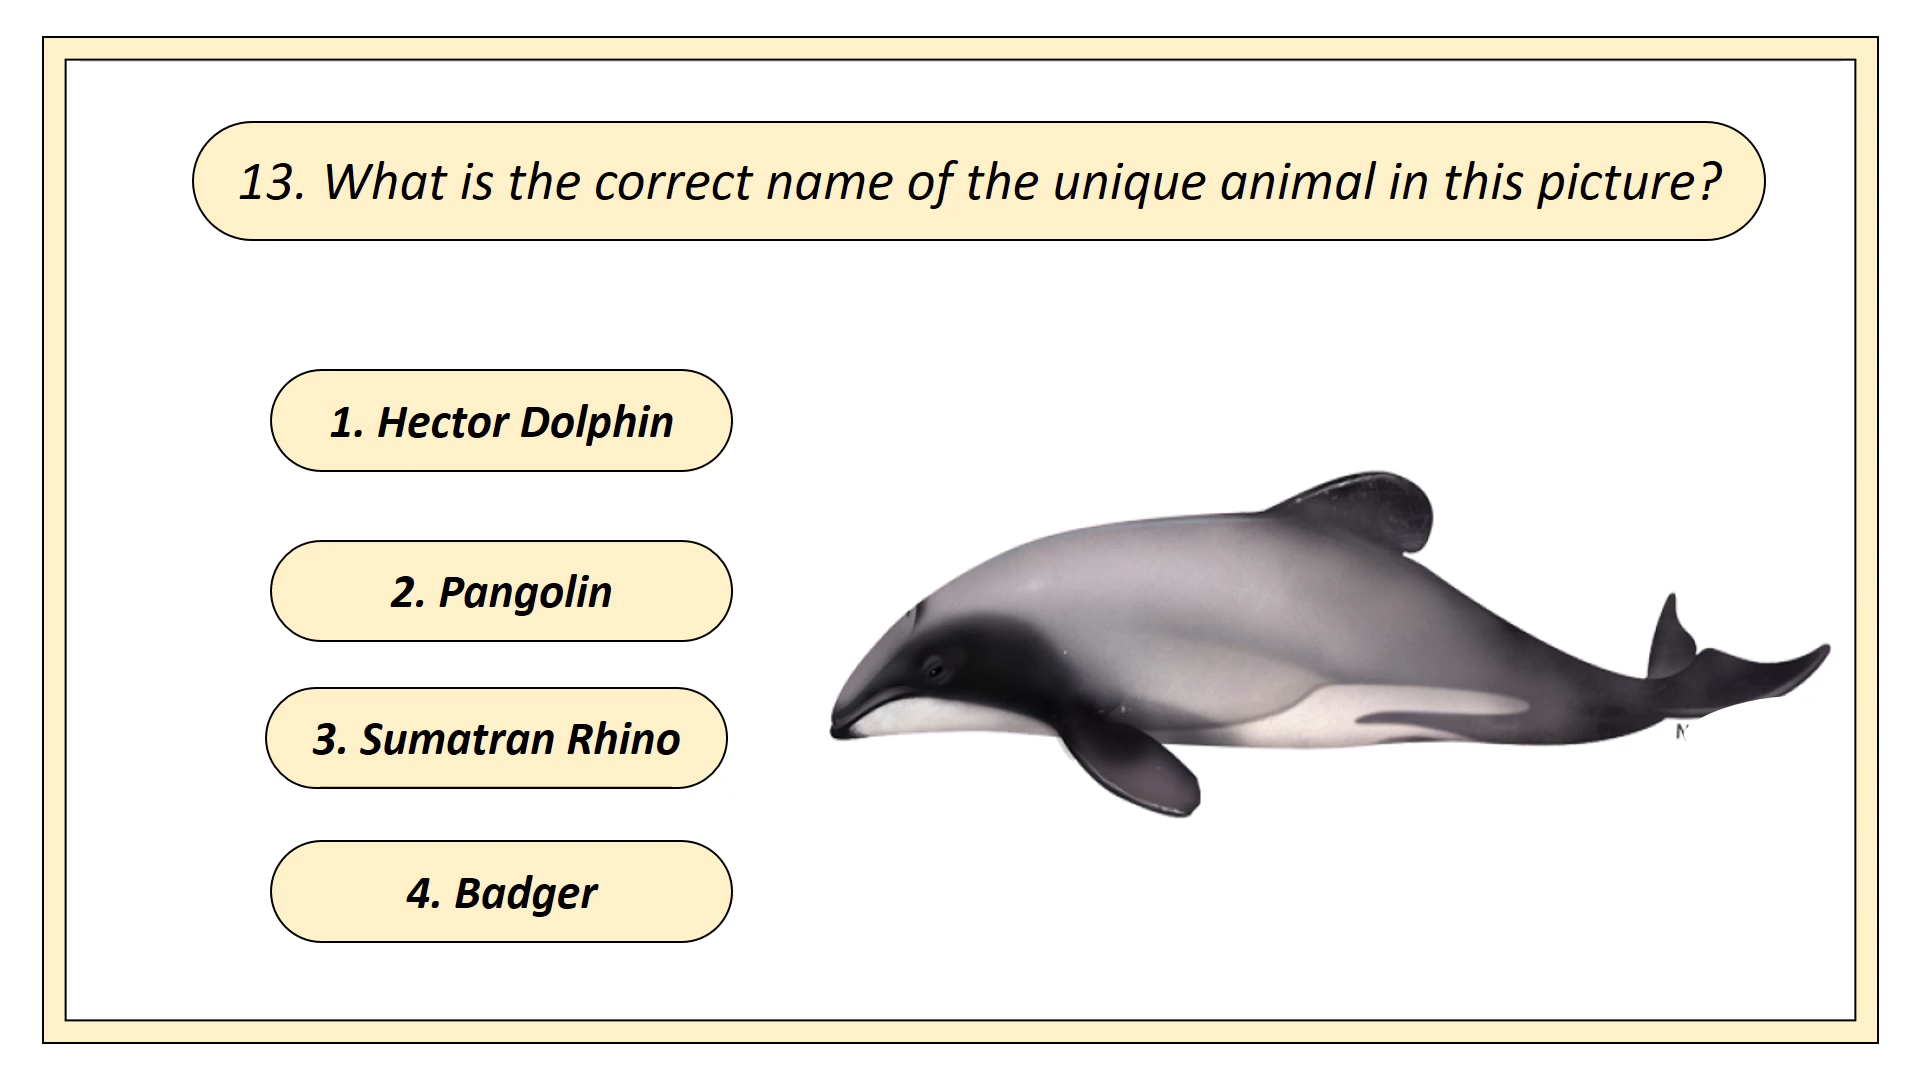 13. What is the correct name of the unique animal in this picture?
1. Hector Dolphin
2. Pangolin
3. Sumatran Rhino
4. Badger